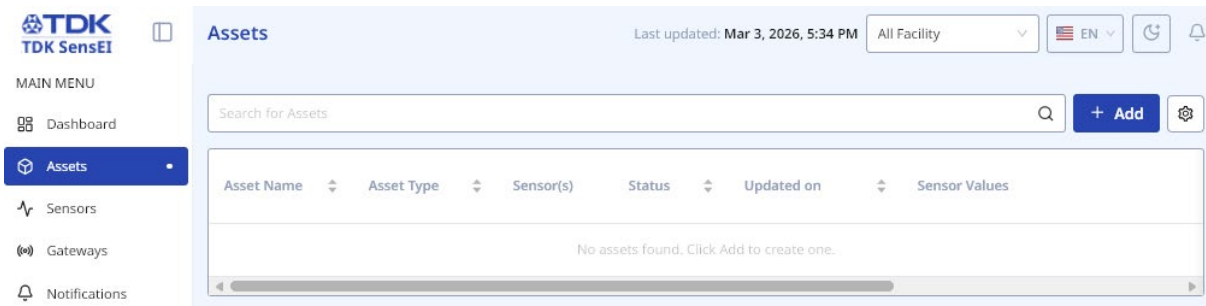 TDK
TDK SensEI
Assets
Last updated: Mar 3, 2026, 5:34 PM
All Facility
EN
MAIN MENU
Dashboard
Assets
Sensors
Gateways
Notifications
Search for Assets
+ Add
Asset Name Asset Type Sensor(s) Status Updated on Sensor Values
No assets found. Click Add to create one.